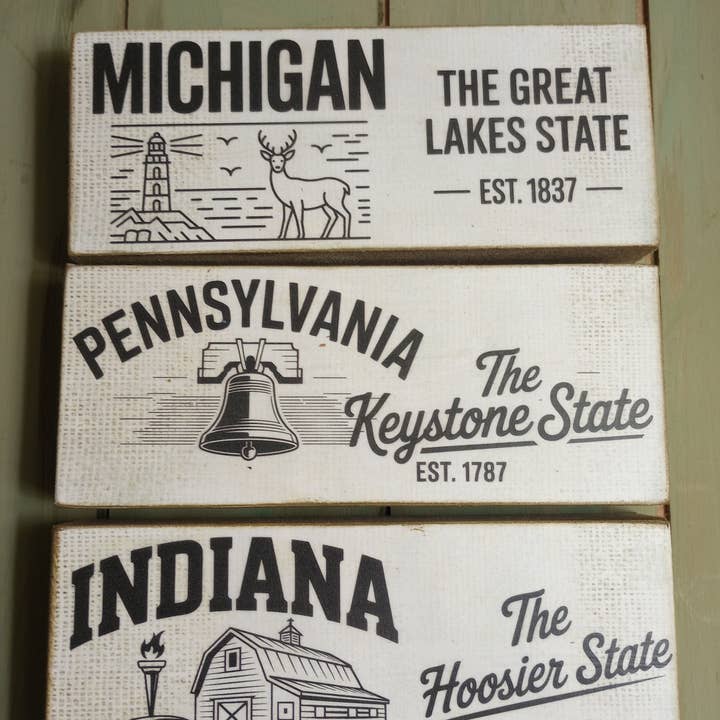 MICHIGAN
THE GREAT
LAKES STATE
EST. 1837
PENNSYLVANIA
The
Keystone State
EST. 1787
INDIANA
The
Hoosier State